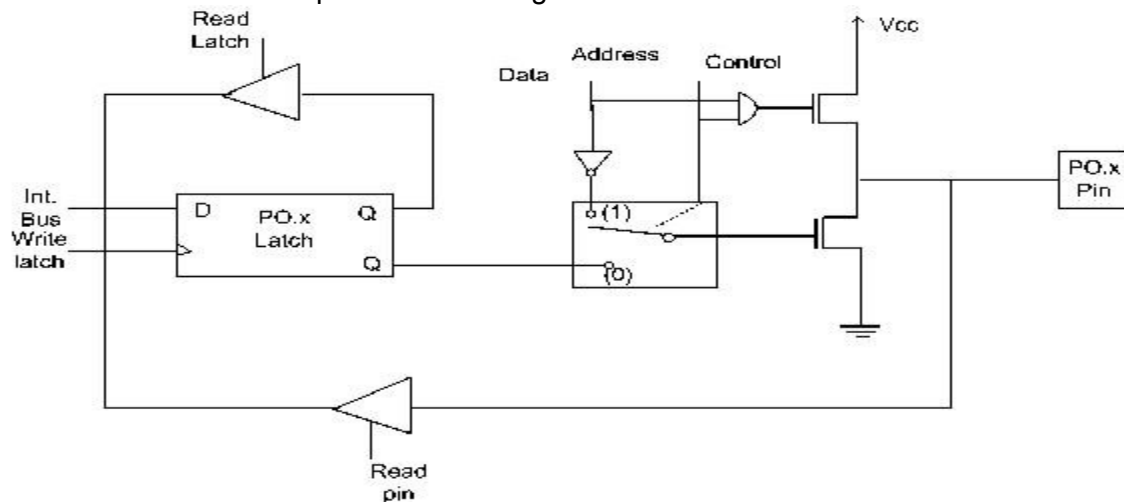 Read
Latch
Vcc
Address
Data
Control
Int.
Bus
Write
latch
D
PO.x
Latch
Q
Q
(1)
(0)
PO.x
Pin
Read
pin